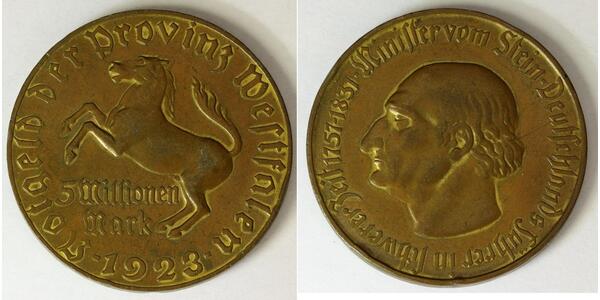 Notgeld der Provinz Westfalen
5 Millionen
Mark
·1923·
Minister vom Stein · Deutschlands Führer in schwerer Zeit · 1757-1831 ·